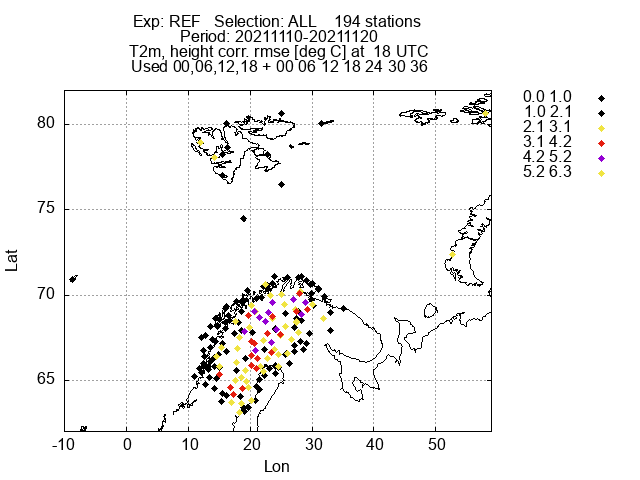 Exp: REF Selection: ALL 194 stations
Period: 20211110-20211120
T2m, height corr. rmse [deg C] at 18 UTC
Used 00,06,12,18 + 00 06 12 18 24 30 36
0.0 1.0
1.0 2.1
2.1 3.1
3.1 4.2
4.2 5.2
5.2 6.3
80
75
70
65
Lat
-10 0 10 20 30 40 50
Lon